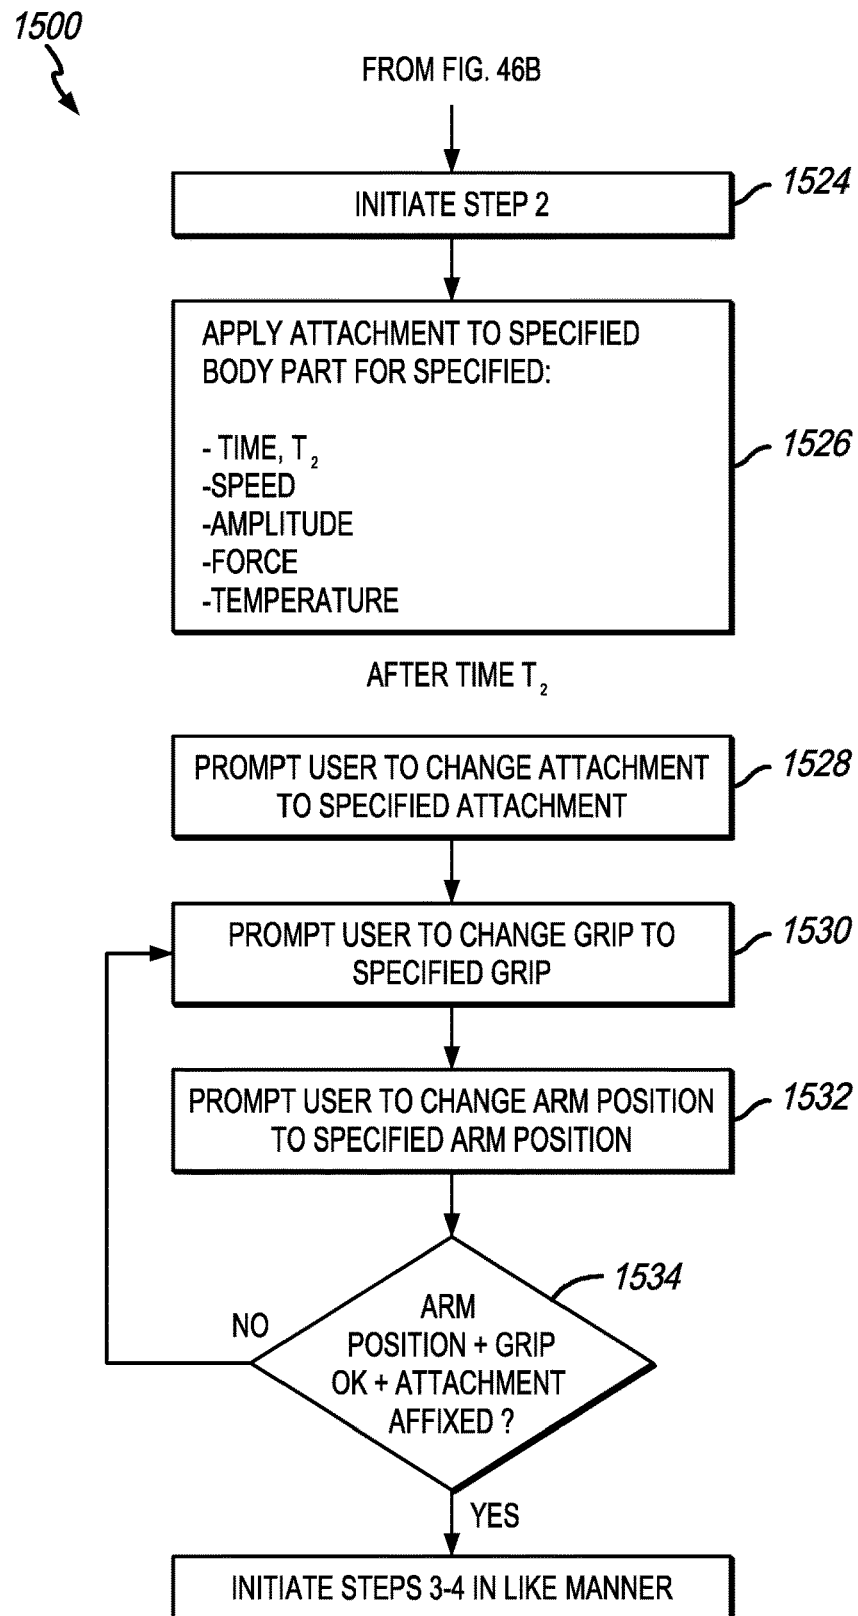 1500
FROM FIG. 46B
INITIATE STEP 2
1524
APPLY ATTACHMENT TO SPECIFIED
BODY PART FOR SPECIFIED:
- TIME, T₂
-SPEED
-AMPLITUDE
-FORCE
-TEMPERATURE
1526
AFTER TIME T₂
PROMPT USER TO CHANGE ATTACHMENT
TO SPECIFIED ATTACHMENT
1528
PROMPT USER TO CHANGE GRIP TO
SPECIFIED GRIP
1530
PROMPT USER TO CHANGE ARM POSITION
TO SPECIFIED ARM POSITION
1532
ARM
POSITION + GRIP
OK + ATTACHMENT
AFFIXED ?
1534
NO
YES
INITIATE STEPS 3-4 IN LIKE MANNER